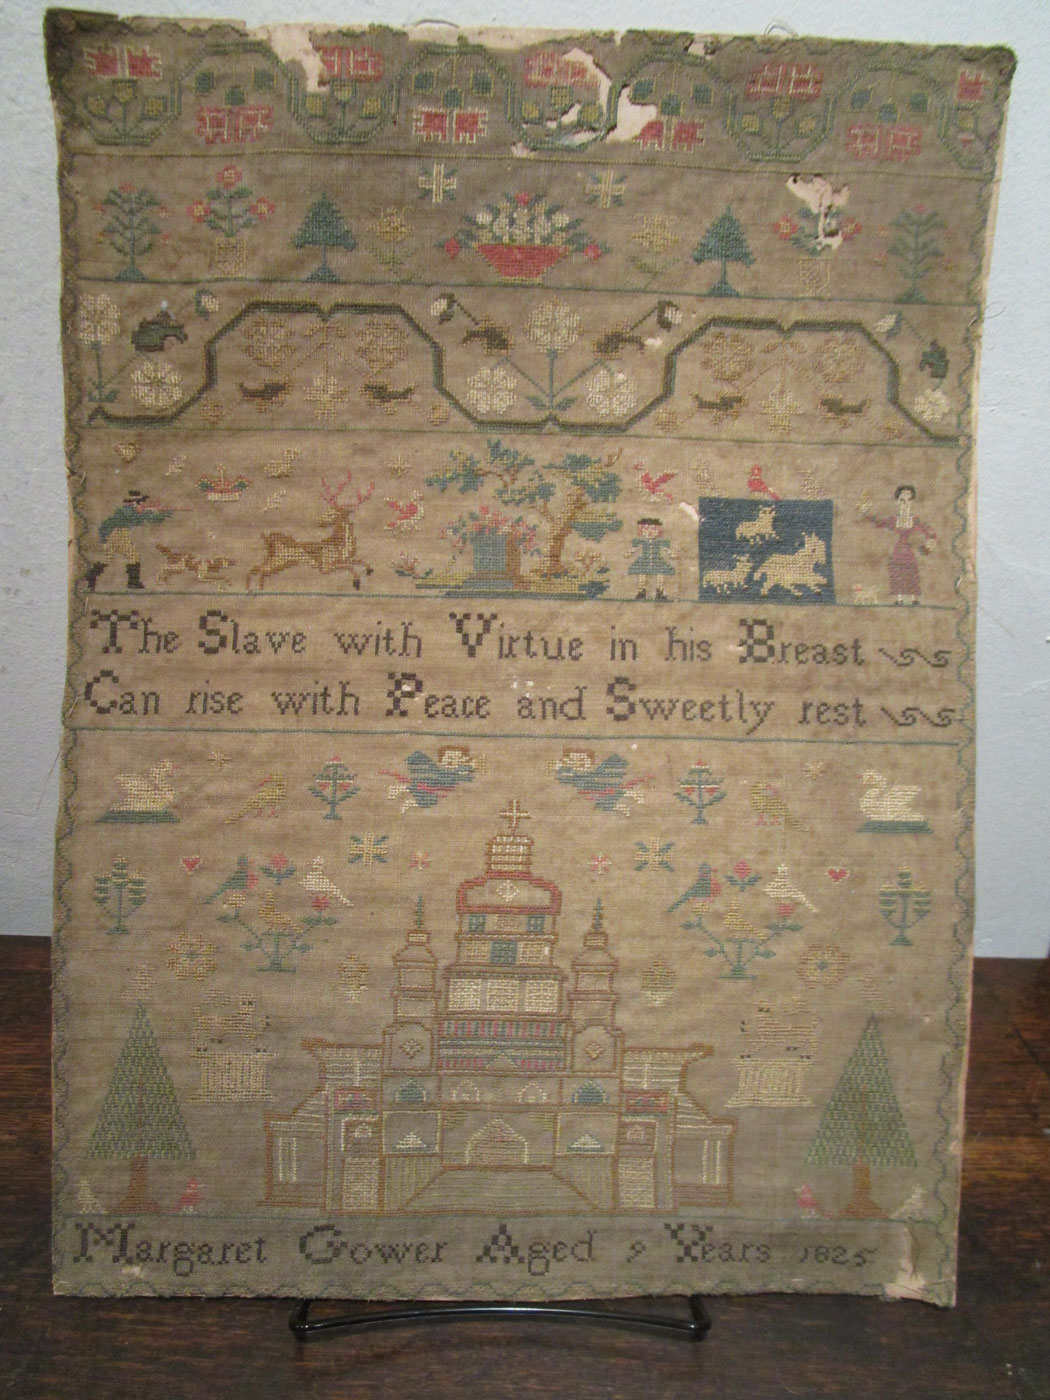 The Slave with Virtue in his Breast
Can rise with Peace and Sweetly rest
Margaret Gower Aged 9 Years 1825